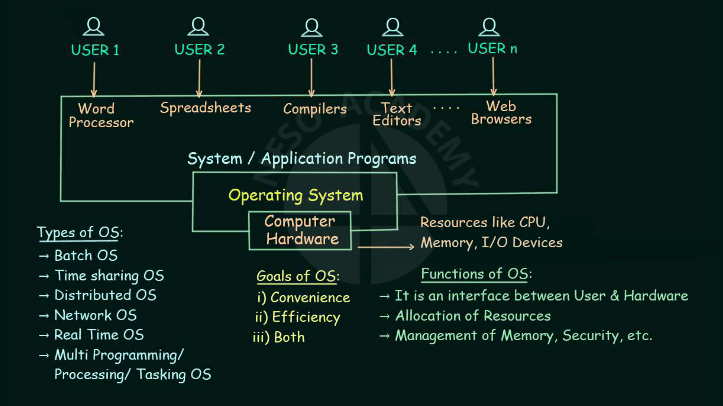 USER 1 USER 2 USER 3 USER 4 .... USER n
Word Processor
Spreadsheets
Compilers
Text Editors
....
Web Browsers
NESO ACADEMY
System / Application Programs
Operating System
Computer
Hardware
Resources like CPU,
Memory, I/O Devices
Types of OS:
→ Batch OS
→ Time sharing OS
→ Distributed OS
→ Network OS
→ Real Time OS
→ Multi Programming/
Processing/ Tasking OS
Goals of OS:
i) Convenience
ii) Efficiency
iii) Both
Functions of OS:
→ It is an interface between User & Hardware
→ Allocation of Resources
→ Management of Memory, Security, etc.